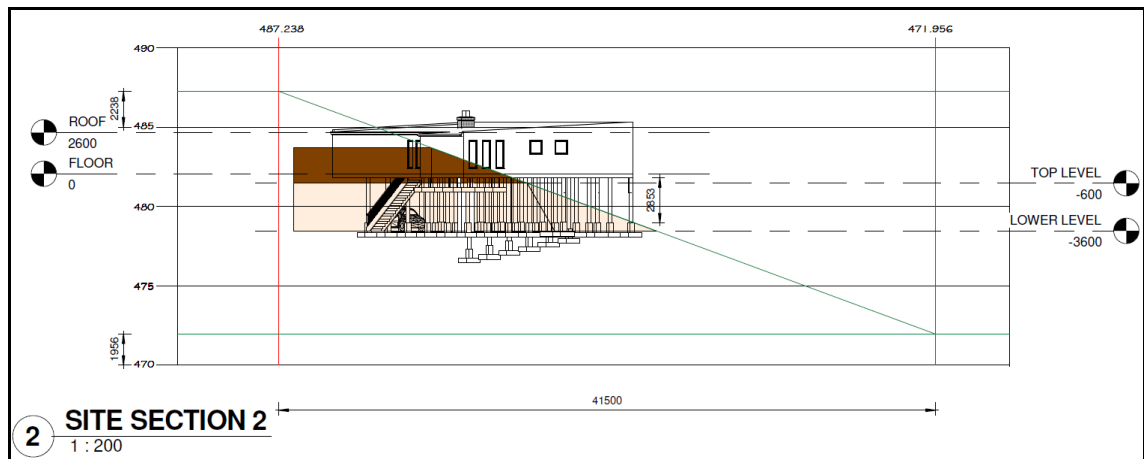 487.238
471.956
490
2238
485
ROOF
2600
FLOOR
0
TOP LEVEL
-600
480
2853
LOWER LEVEL
-3600
475
1956
470
41500
2
SITE SECTION 2
1 : 200